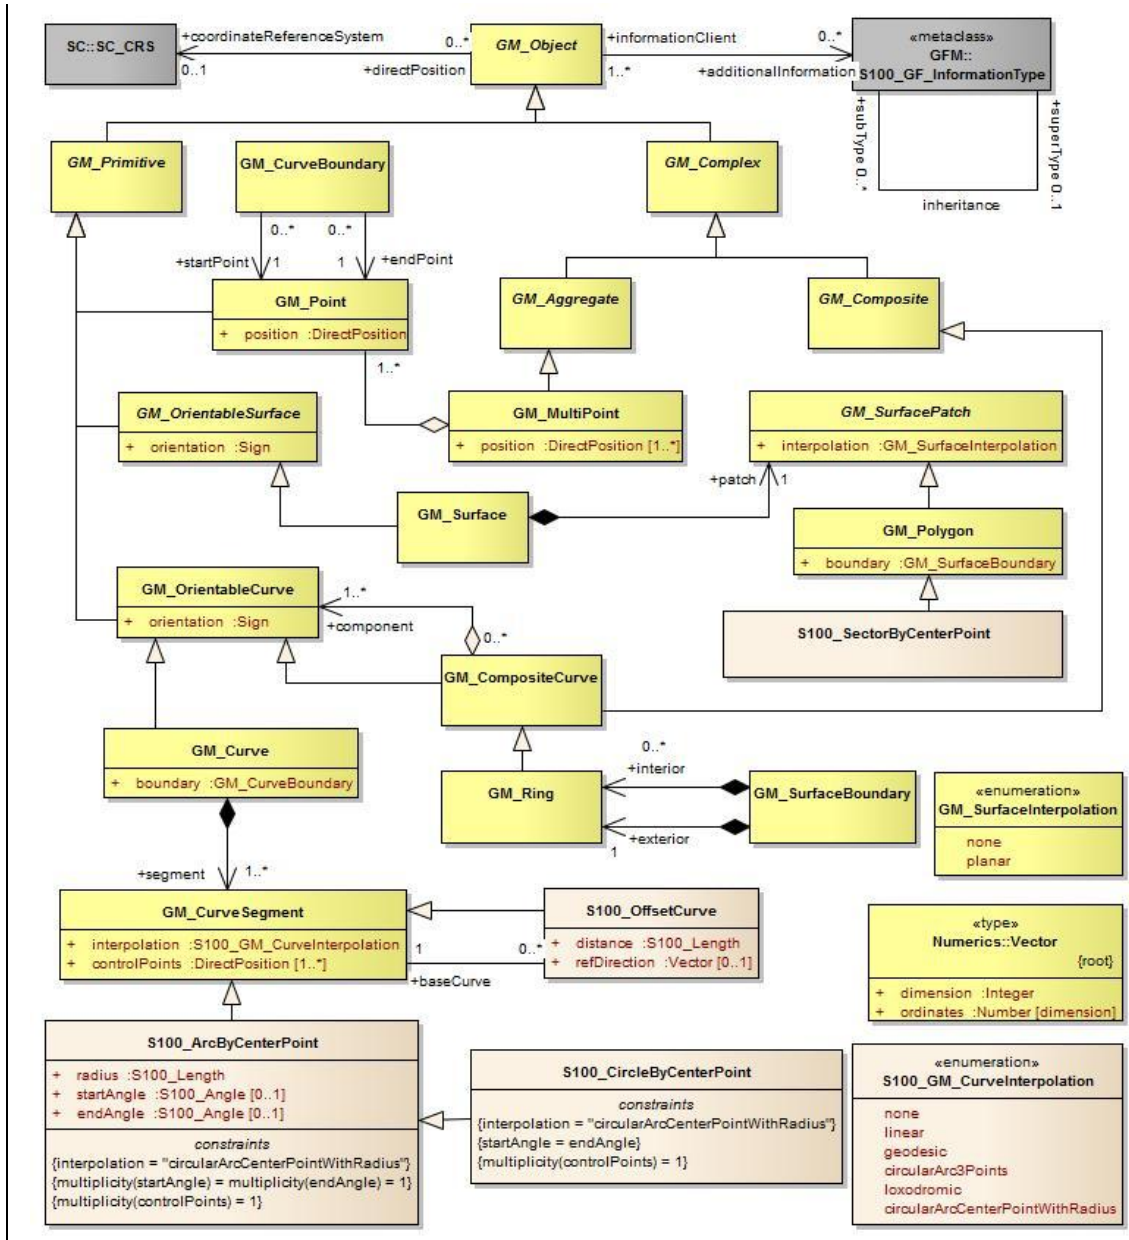 SC::SC_CRS
+coordinateReferenceSystem
0..1
0..*
+directPosition
GM_Object
+informationClient
1..*
0..*
+additionalInformation
«metaclass»
GFM::
S100_GF_InformationType
+subType 0..*
+superType 0..1
inheritance
GM_Primitive
GM_CurveBoundary
GM_Complex
0..*
0..*
+startPoint
1
1
+endPoint
GM_Point
+ position :DirectPosition
1..*
GM_Aggregate
GM_Composite
GM_OrientableSurface
+ orientation :Sign
GM_MultiPoint
+ position :DirectPosition [1..*]
GM_SurfacePatch
+ interpolation :GM_SurfaceInterpolation
+patch
1
GM_Surface
GM_Polygon
+ boundary :GM_SurfaceBoundary
GM_OrientableCurve
+ orientation :Sign
1..*
+component
0..*
S100_SectorByCenterPoint
GM_CompositeCurve
GM_Curve
+ boundary :GM_CurveBoundary
0..*
+interior
GM_Ring
GM_SurfaceBoundary
+exterior
1
«enumeration»
GM_SurfaceInterpolation
none
planar
+segment
1..*
GM_CurveSegment
+ interpolation :S100_GM_CurveInterpolation
+ controlPoints :DirectPosition [1..*]
1
0..*
+baseCurve
S100_OffsetCurve
+ distance :S100_Length
+ refDirection :Vector [0..1]
«type»
Numerics::Vector
{root}
+ dimension :Integer
+ ordinates :Number [dimension]
S100_ArcByCenterPoint
+ radius :S100_Length
+ startAngle :S100_Angle [0..1]
+ endAngle :S100_Angle [0..1]
constraints
{interpolation = "circularArcCenterPointWithRadius"}
{multiplicity(startAngle) = multiplicity(endAngle) = 1}
{multiplicity(controlPoints) = 1}
S100_CircleByCenterPoint
constraints
{interpolation = "circularArcCenterPointWithRadius"}
{startAngle = endAngle}
{multiplicity(controlPoints) = 1}
«enumeration»
S100_GM_CurveInterpolation
none
linear
geodesic
circularArc3Points
loxodromic
circularArcCenterPointWithRadius